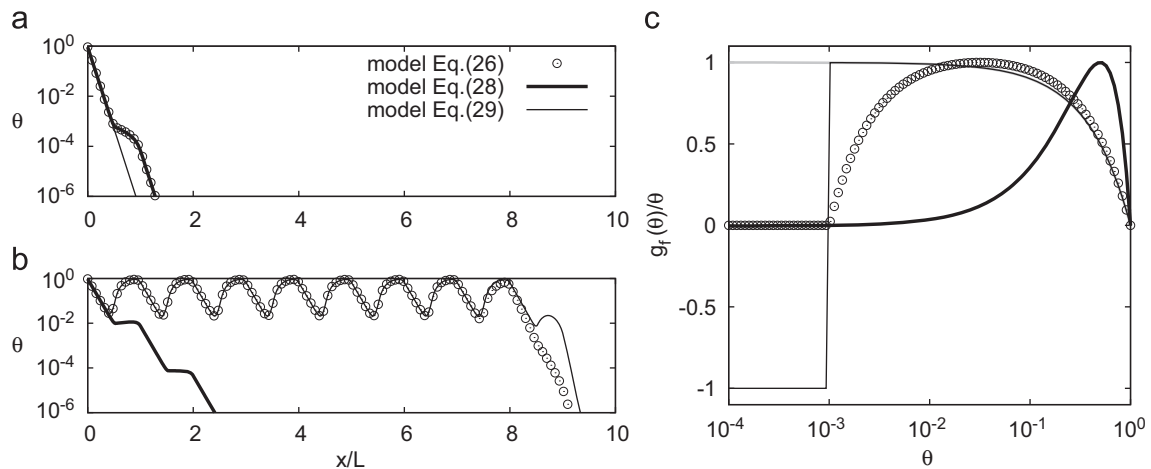 a
10^0
10^-2
10^-4
10^-6
θ
model Eq.(26)
model Eq.(28)
model Eq.(29)
0 2 4 6 8 10
b
10^0
10^-2
10^-4
10^-6
θ
0 2 4 6 8 10
x/L
c
1
0.5
0
-0.5
-1
g_f(θ)/θ
10^-4 10^-3 10^-2 10^-1 10^0
θ